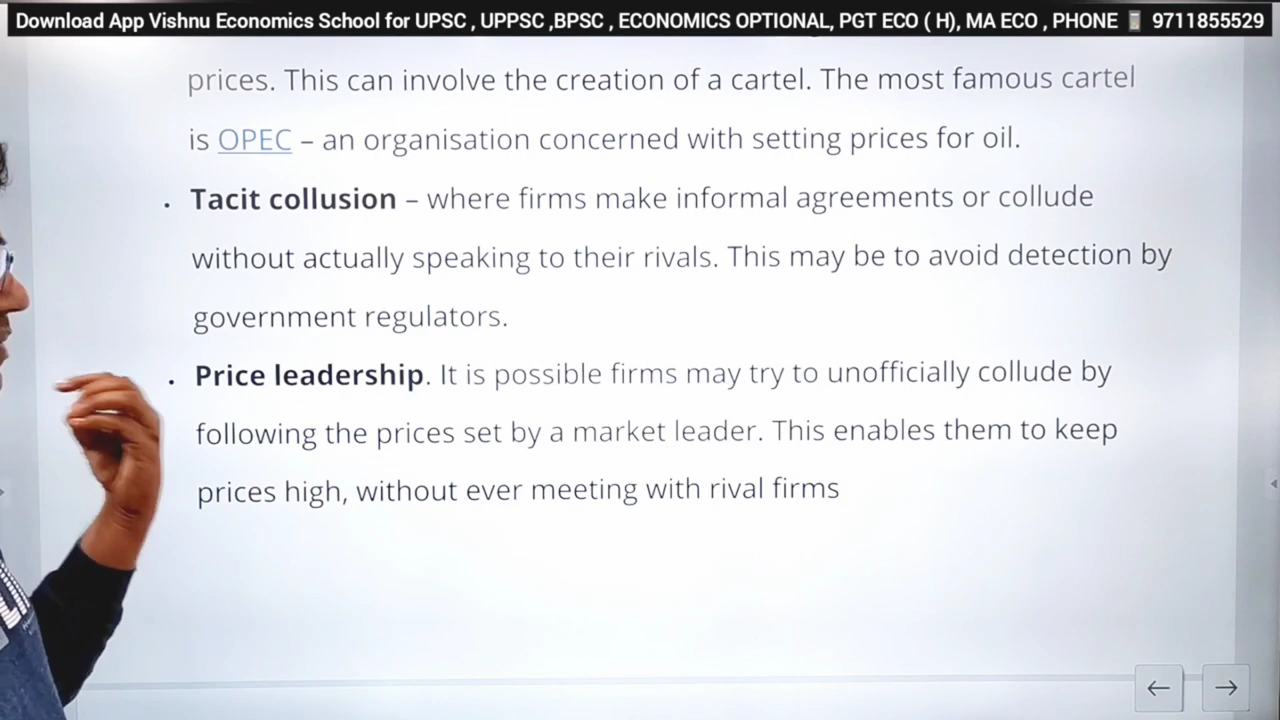 Download App Vishnu Economics School for UPSC , UPPSC ,BPSC , ECONOMICS OPTIONAL, PGT ECO ( H), MA ECO , PHONE 📱 9711855529
prices. This can involve the creation of a cartel. The most famous cartel
is OPEC – an organisation concerned with setting prices for oil.
. Tacit collusion – where firms make informal agreements or collude
without actually speaking to their rivals. This may be to avoid detection by
government regulators.
. Price leadership. It is possible firms may try to unofficially collude by
following the prices set by a market leader. This enables them to keep
prices high, without ever meeting with rival firms